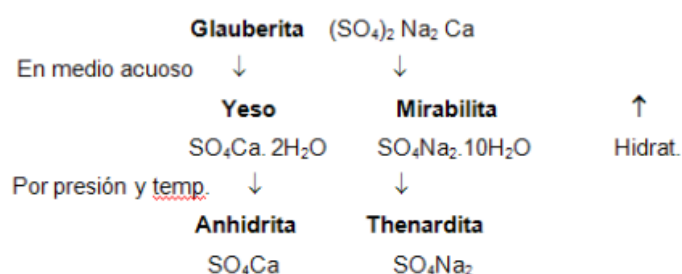 Glauberita (SO₄)₂ Na₂ Ca
En medio acuoso ↓ ↓
Yeso Mirabilita ↑
SO₄Ca. 2H₂O SO₄Na₂.10H₂O Hidrat.
Por presión y temp. ↓ ↓
Anhidrita Thenardita
SO₄Ca SO₄Na₂